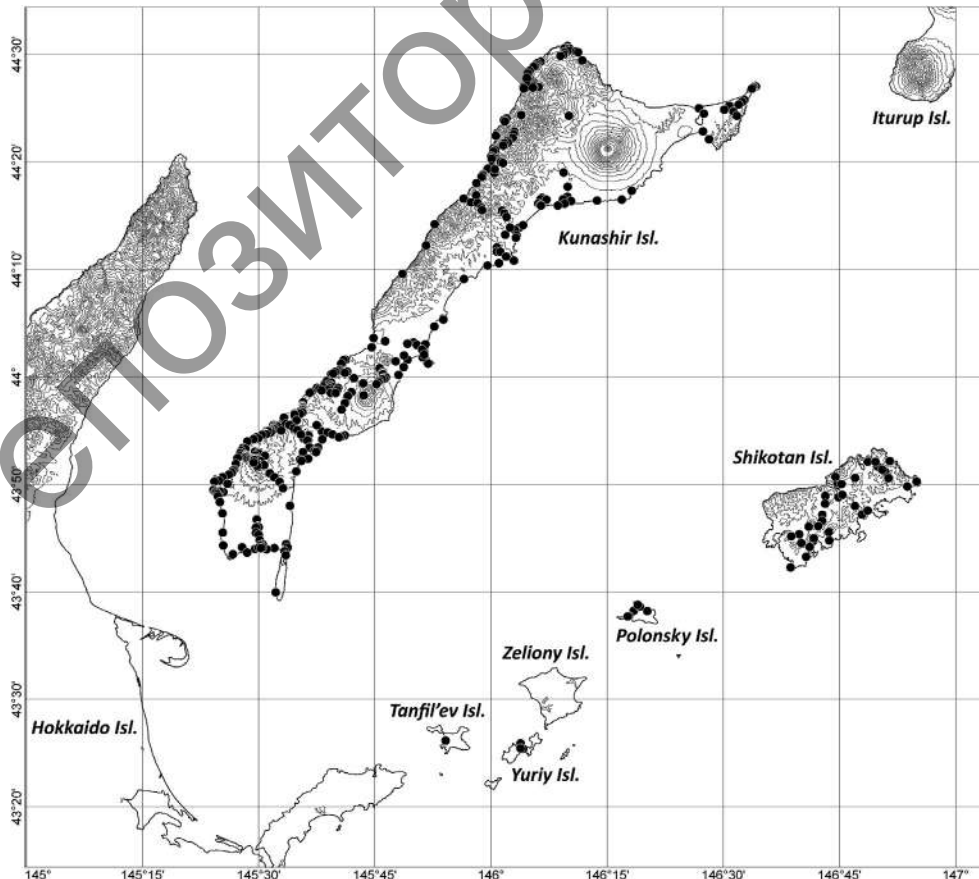 44°30'
Iturup Isl.
44°20'
Kunashir Isl.
44°10'
44°
Shikotan Isl.
43°50'
43°40'
Polonsky Isl.
Zeliony Isl.
43°30'
Tanfil'ev Isl.
Hokkaido Isl.
Yuriy Isl.
43°20'
145° 145°15' 145°30' 145°45' 146° 146°15' 146°30' 146°45' 147°
епозитор